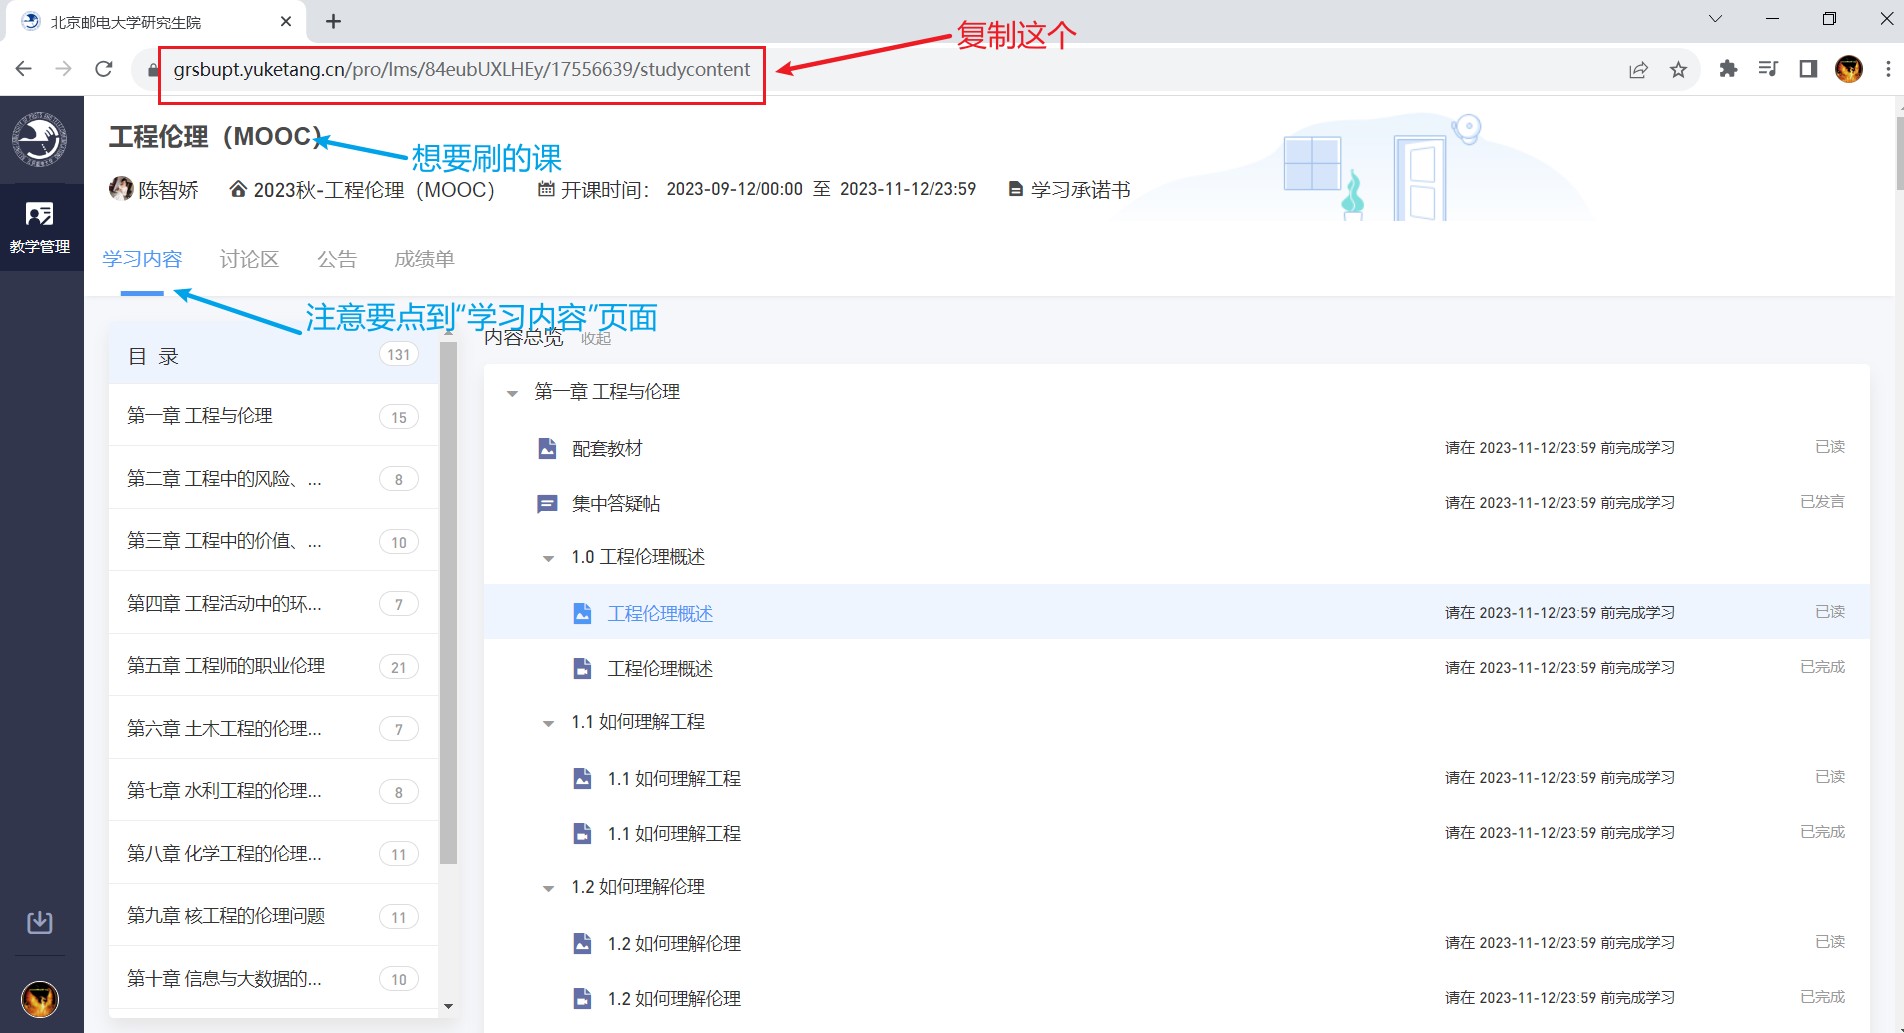 北京邮电大学研究生院
复制这个
grsbupt.yuketang.cn/pro/lms/84eubUXLHEy/17556639/studycontent
工程伦理（MOOC）
想要刷的课
陈智娇 2023秋-工程伦理（MOOC） 开课时间： 2023-09-12/00:00 至 2023-11-12/23:59 学习承诺书
教学管理
学习内容 讨论区 公告 成绩单
注意要点到“学习内容”页面
目 录 131
第一章 工程与伦理 15
第二章 工程中的风险、... 8
第三章 工程中的价值、... 10
第四章 工程活动中的环... 7
第五章 工程师的职业伦理 21
第六章 土木工程的伦理... 7
第七章 水利工程的伦理... 8
第八章 化学工程的伦理... 11
第九章 核工程的伦理问题 11
第十章 信息与大数据的... 10
内容总览 收起
第一章 工程与伦理
配套教材 请在 2023-11-12/23:59 前完成学习 已读
集中答疑帖 请在 2023-11-12/23:59 前完成学习 已发言
1.0 工程伦理概述
工程伦理概述 请在 2023-11-12/23:59 前完成学习 已读
工程伦理概述 请在 2023-11-12/23:59 前完成学习 已完成
1.1 如何理解工程
1.1 如何理解工程 请在 2023-11-12/23:59 前完成学习 已读
1.1 如何理解工程 请在 2023-11-12/23:59 前完成学习 已完成
1.2 如何理解伦理
1.2 如何理解伦理 请在 2023-11-12/23:59 前完成学习 已读
1.2 如何理解伦理 请在 2023-11-12/23:59 前完成学习 已完成